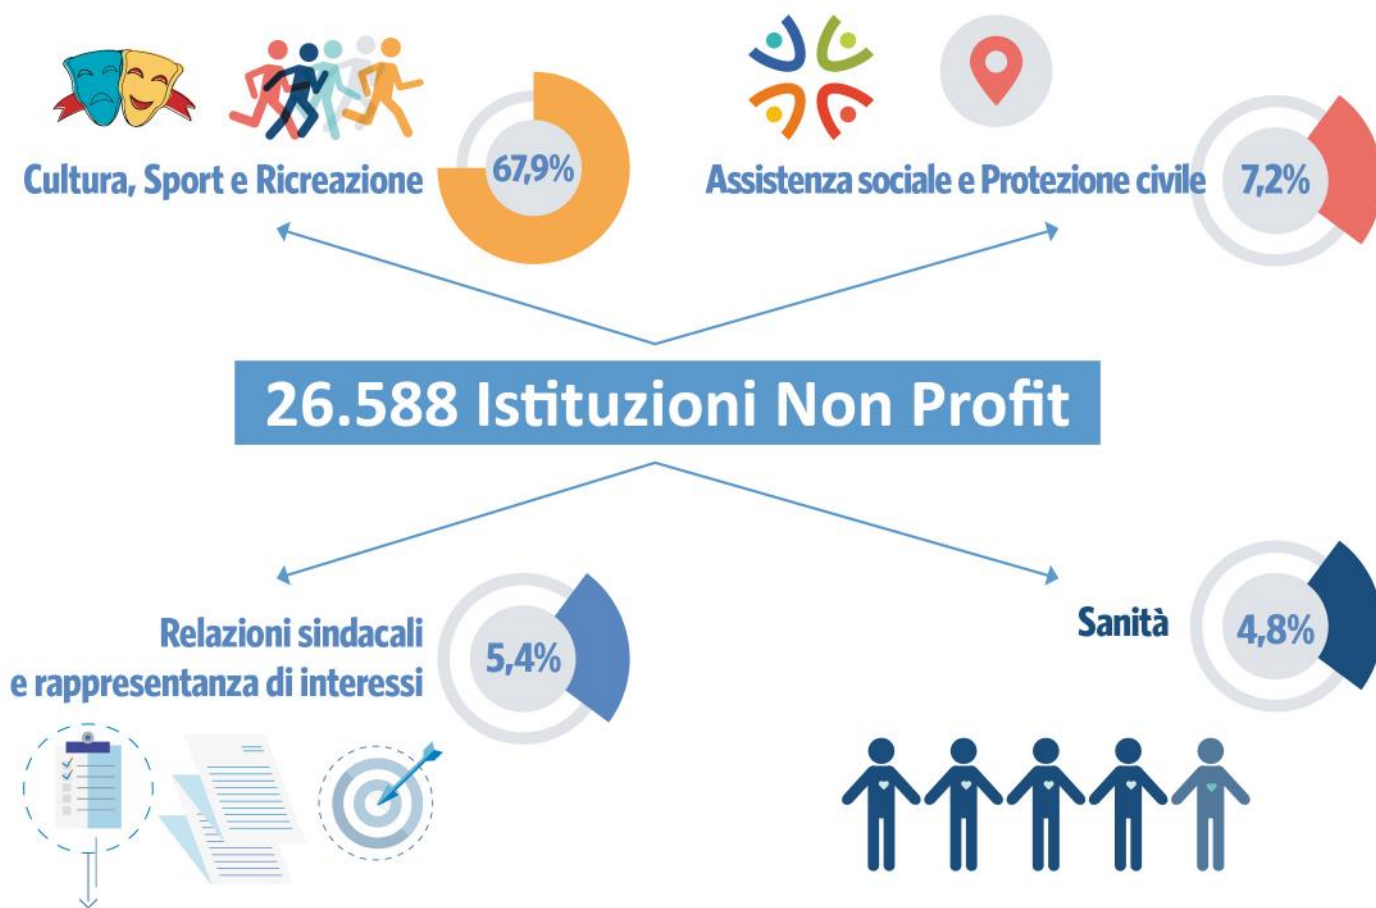 Cultura, Sport e Ricreazione
67,9%
Assistenza sociale e Protezione civile
7,2%
26.588 Istituzioni Non Profit
Relazioni sindacali
e rappresentanza di interessi
5,4%
Sanità
4,8%